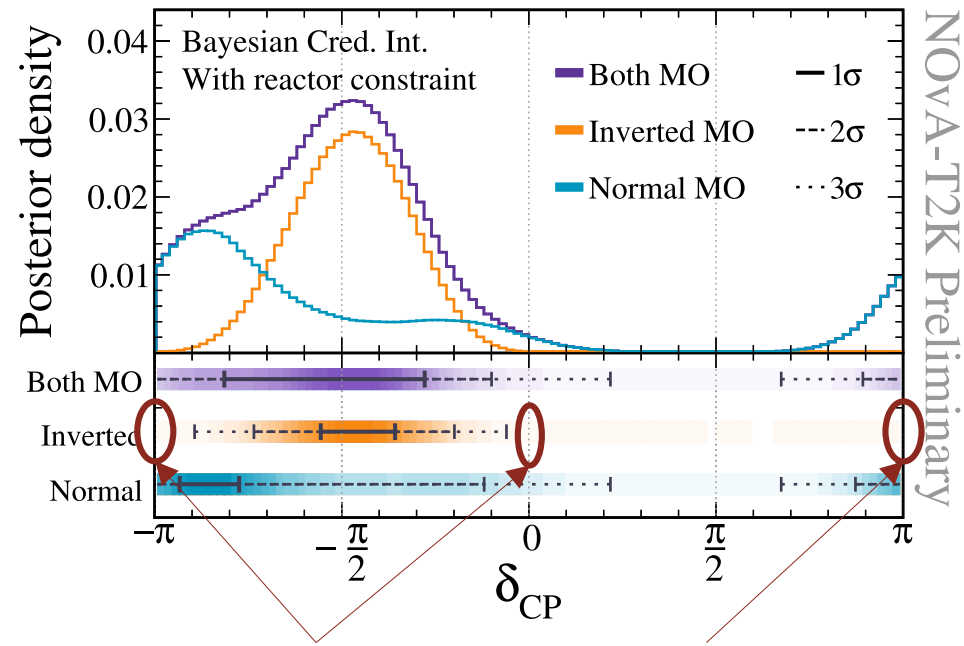 Bayesian Cred. Int.
With reactor constraint
Both MO
Inverted MO
Normal MO
1σ
2σ
3σ
Posterior density
0.04
0.03
0.02
0.01
Both MO
Inverted
Normal
−π
−π/2
0
π/2
π
δCP
NOvA-T2K Preliminary